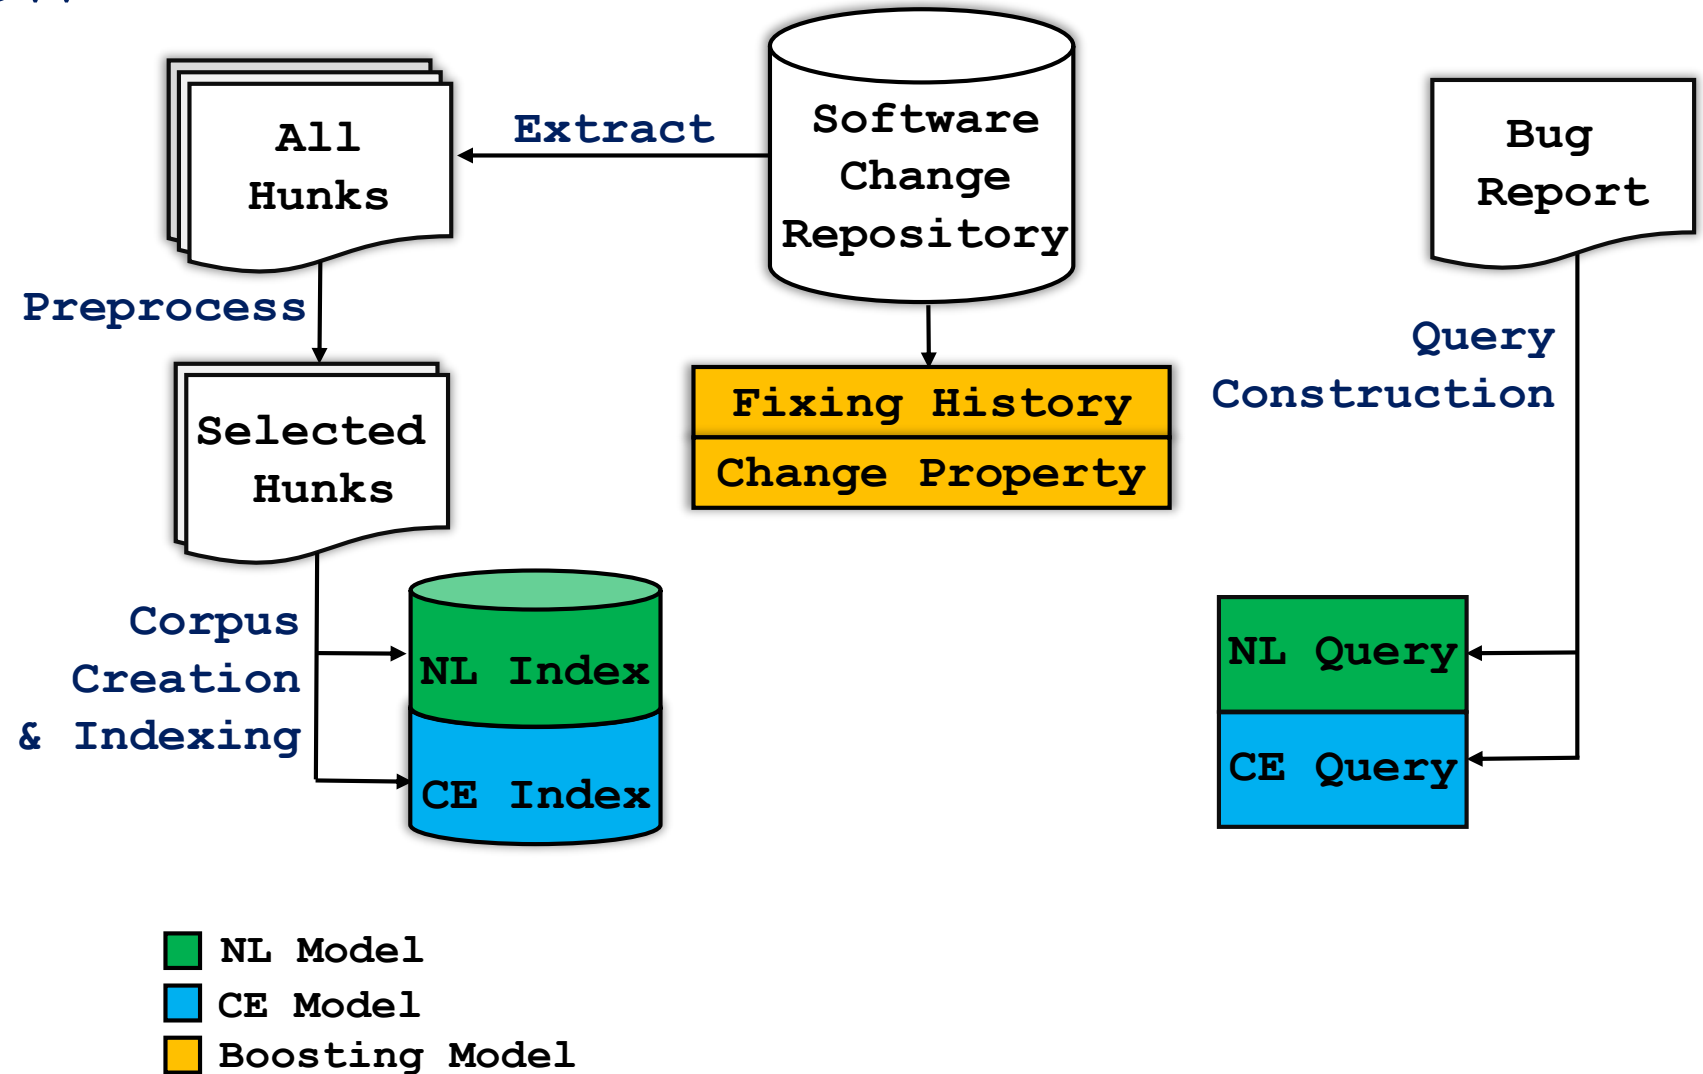 All
Hunks
Extract
Software
Change
Repository
Bug
Report
Preprocess
Query
Construction
Selected
Hunks
Fixing History
Change Property
Corpus
Creation
& Indexing
NL Index
CE Index
NL Query
CE Query
NL Model
CE Model
Boosting Model